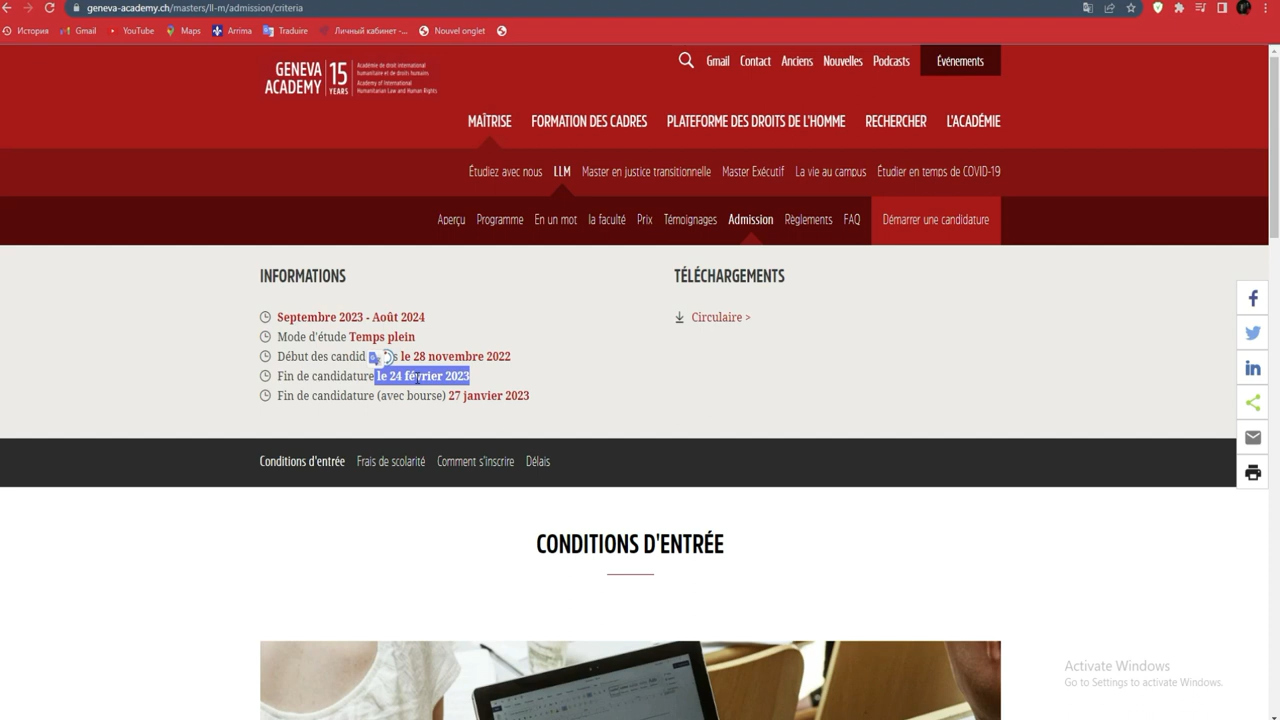 geneva-academy.ch/masters/ll-m/admission/criteria
История Gmail YouTube Maps Arrima Traduire Личный кабинет -... Nouvel onglet
GENEVA ACADEMY 15 YEARS
Académie de droit international
humanitaire et de droits humains
Academy of International
Humanitarian Law and Human Rights
Gmail Contact Anciens Nouvelles Podcasts Événements
MAÎTRISE FORMATION DES CADRES PLATEFORME DES DROITS DE L'HOMME RECHERCHER L'ACADÉMIE
Étudiez avec nous LLM Master en justice transitionnelle Master Exécutif La vie au campus Étudier en temps de COVID-19
Aperçu Programme En un mot la faculté Prix Témoignages Admission Règlements FAQ Démarrer une candidature
INFORMATIONS
Septembre 2023 - Août 2024
Mode d'étude Temps plein
Début des candid s le 28 novembre 2022
Fin de candidature le 24 février 2023
Fin de candidature (avec bourse) 27 janvier 2023
TÉLÉCHARGEMENTS
Circulaire >
Conditions d'entrée Frais de scolarité Comment s'inscrire Délais
CONDITIONS D'ENTRÉE
Activate Windows
Go to Settings to activate Windows.